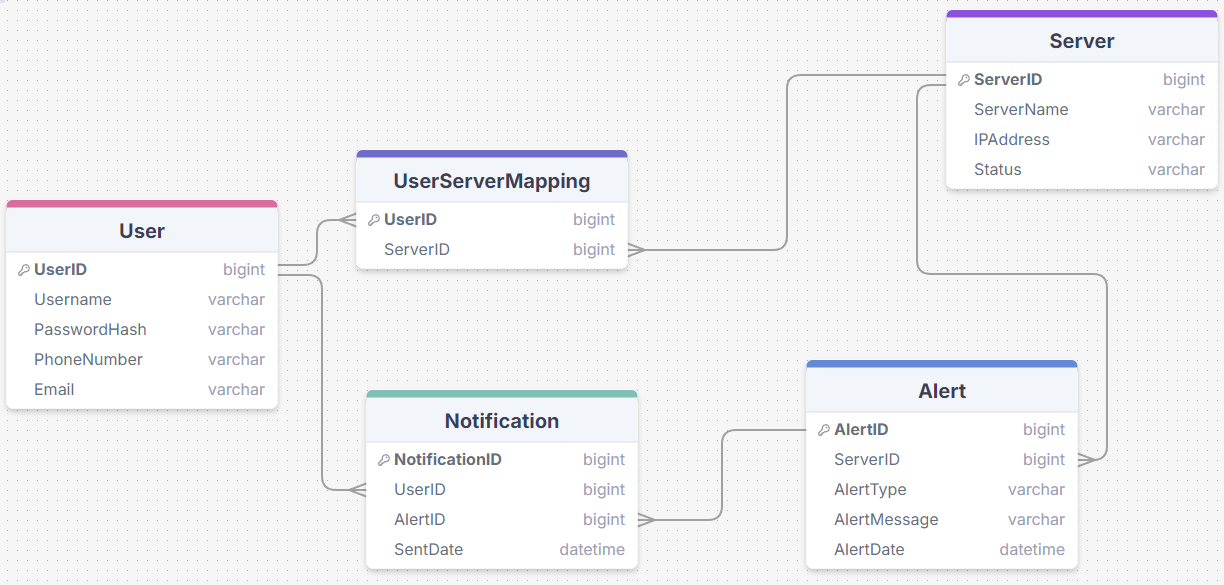 Server
ServerID bigint
ServerName varchar
IPAddress varchar
Status varchar
UserServerMapping
UserID bigint
ServerID bigint
User
UserID bigint
Username varchar
PasswordHash varchar
PhoneNumber varchar
Email varchar
Notification
NotificationID bigint
UserID bigint
AlertID bigint
SentDate datetime
Alert
AlertID bigint
ServerID bigint
AlertType varchar
AlertMessage varchar
AlertDate datetime